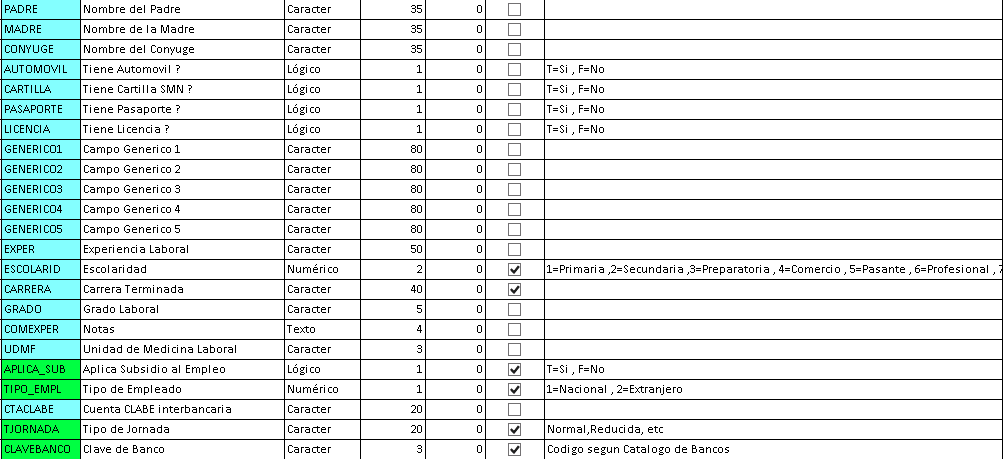 PADRE Nombre del Padre Caracter 35 0
MADRE Nombre de la Madre Caracter 35 0
CONYUGE Nombre del Conyuge Caracter 35 0
AUTOMOVIL Tiene Automovil ? Lógico 1 0 T=Si , F=No
CARTILLA Tiene Cartilla SMN ? Lógico 1 0 T=Si , F=No
PASAPORTE Tiene Pasaporte ? Lógico 1 0 T=Si , F=No
LICENCIA Tiene Licencia ? Lógico 1 0 T=Si , F=No
GENERICO1 Campo Generico 1 Caracter 80 0
GENERICO2 Campo Generico 2 Caracter 80 0
GENERICO3 Campo Generico 3 Caracter 80 0
GENERICO4 Campo Generico 4 Caracter 80 0
GENERICO5 Campo Generico 5 Caracter 80 0
EXPER Experiencia Laboral Caracter 50 0
ESCOLARID Escolaridad Numérico 2 0 1=Primaria ,2=Secundaria ,3=Preparatoria , 4=Comercio , 5=Pasante , 6=Profesional , 7
CARRERA Carrera Terminada Caracter 40 0
GRADO Grado Laboral Caracter 5 0
COMEXPER Notas Texto 4 0
UDMF Unidad de Medicina Laboral Caracter 3 0
APLICA_SUB Aplica Subsidio al Empleo Lógico 1 0 T=Si , F=No
TIPO_EMPL Tipo de Empleado Numérico 1 0 1=Nacional , 2=Extranjero
CTACLABE Cuenta CLABE interbancaria Caracter 20 0
TJORNADA Tipo de Jornada Caracter 20 0 Normal,Reducida, etc
CLAVEBANCO Clave de Banco Caracter 3 0 Codigo segun Catalogo de Bancos